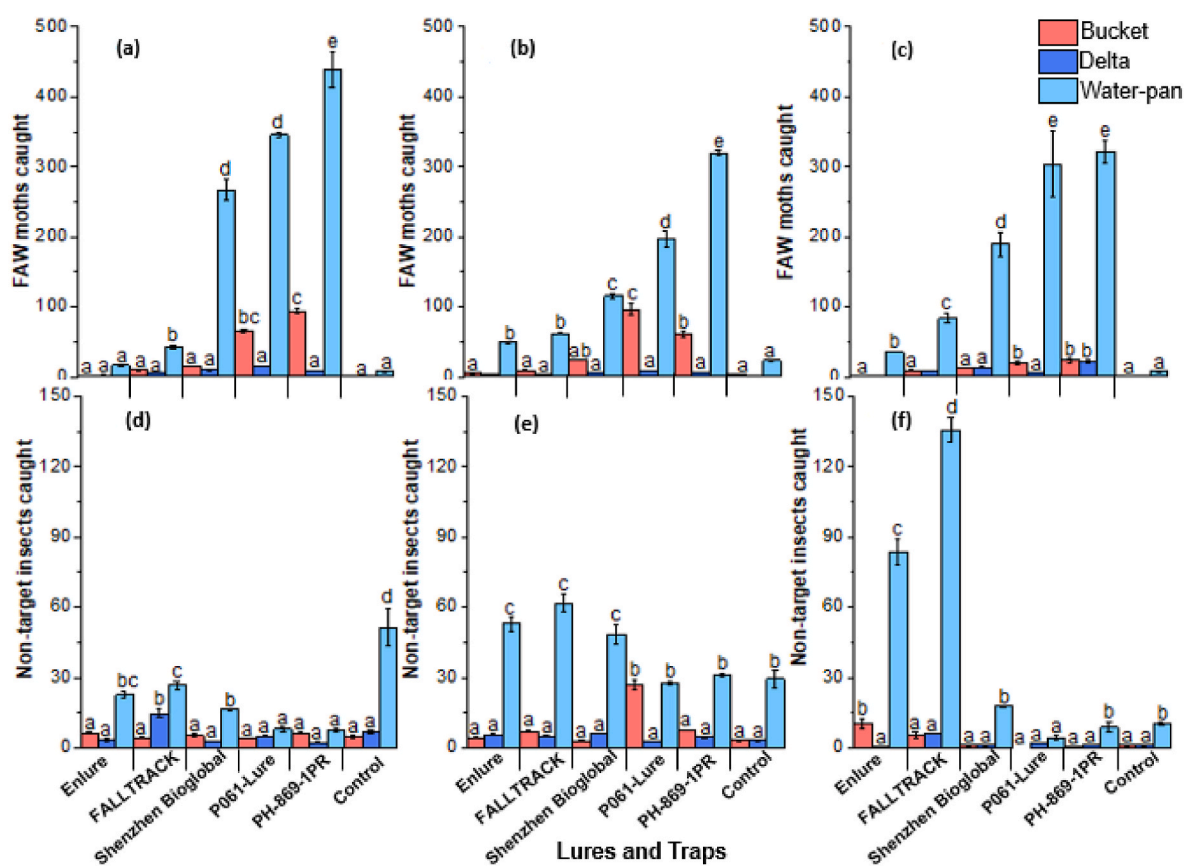 (a)
(b)
(c)
Bucket
Delta
Water-pan
500
400
300
200
100
0
FAW moths caught
a a a a b a a d bc a d c a e a a
500
400
300
200
100
0
FAW moths caught
a b a a b ab a c c a d b a e a a
500
400
300
200
100
0
FAW moths caught
a b a c a a d b a e b b e a a
(d)
150
120
90
60
30
0
Non-target insects caught
a a bc a b c a a b a a a a a a a a d
(e)
150
120
90
60
30
0
Non-target insects caught
a a c a a c a a c b a b a a b a a b
(f)
150
120
90
60
30
0
Non-target insects caught
b a c a a d a a b a a a a a b a a b
Enlure
FALLTRACK
Shenzhen Bioglobal
P061-Lure
PH-869-1PR
Control
Enlure
FALLTRACK
Shenzhen Bioglobal
P061-Lure
PH-869-1PR
Control
Enlure
FALLTRACK
Shenzhen Bioglobal
P061-Lure
PH-869-1PR
Control
Lures and Traps